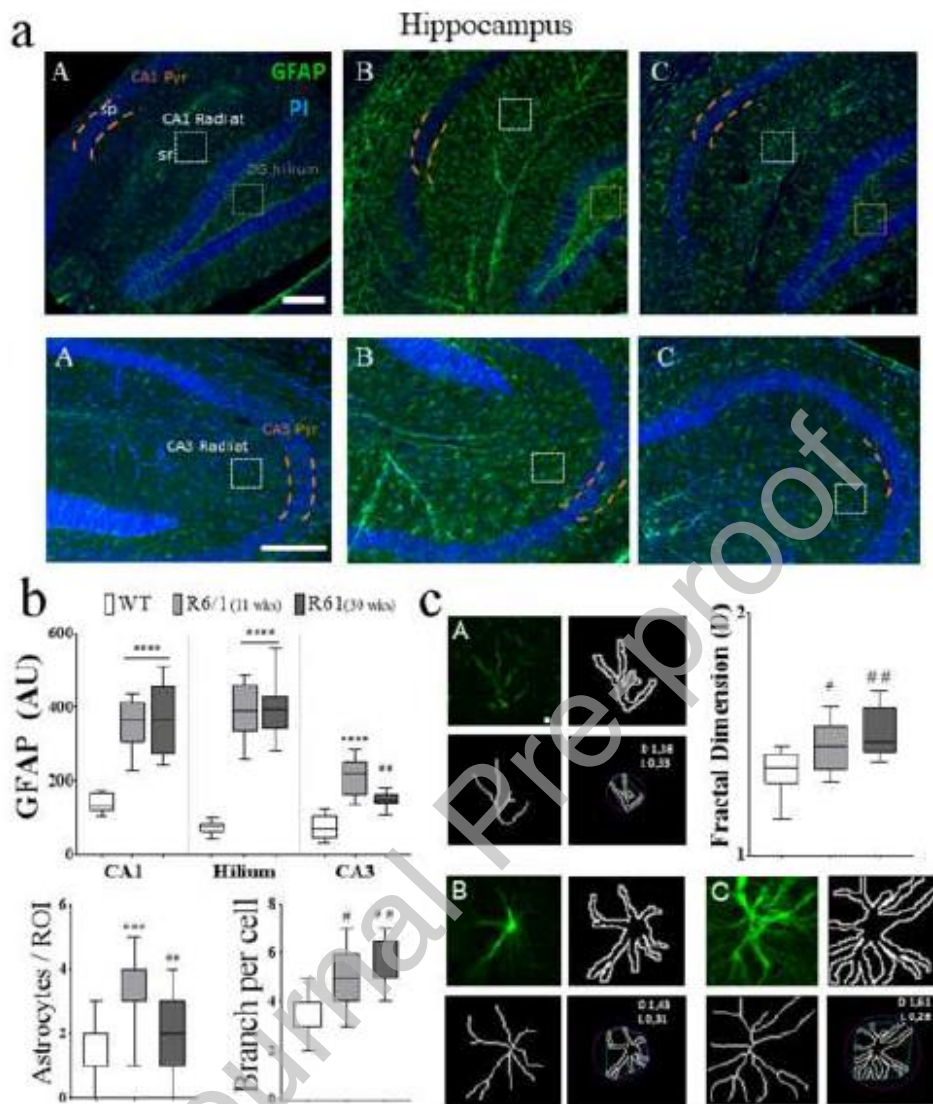 Hippocampus
a
A
CA1 Pyr
GFAP
sp
PI
CA1 Radiat
sr
DG hilium
B
C
A
CA3 Pyr
CA3 Radiat
B
C
b
WT
R6/1 (11 wks)
R61 (30 wks)
GFAP (AU)
600
400
200
0
****
****
****
**
CA1
Hilium
CA3
Astrocytes / ROI
6
4
2
0
***
**
Branch per cell
8
6
4
2
0
#
##
c
A
D 1,38
L 0,33
Fractal Dimension (D)
2
1
#
##
B
D 1,43
L 0,31
C
D 1,61
L 0,28
Journal Pre-proof